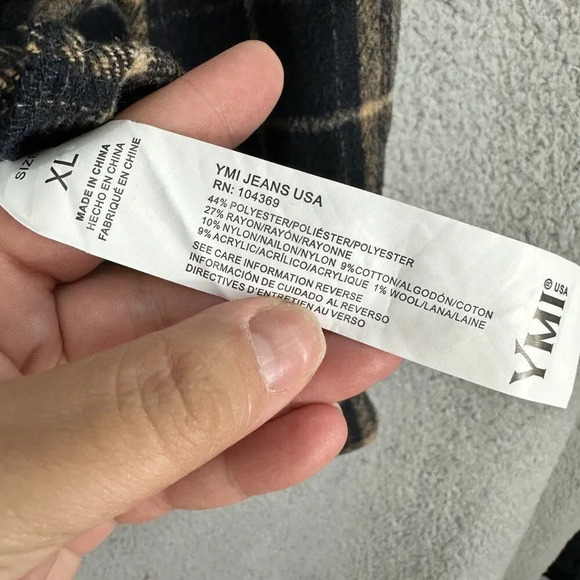 SIZE
XL
MADE IN CHINA
HECHO EN CHINA
FABRIQUÉ EN CHINE
YMI JEANS USA
RN: 104369
44% POLYESTER/POLIÉSTER/POLYESTER
27% RAYON/RAYÓN/RAYONNE
10% NYLON/NAILON/NYLON 9%COTTON/ALGODÓN/COTON
9% ACRYLIC/ACRÍLICO/ACRYLIQUE 1% WOOL/LANA/LAINE
SEE CARE INFORMATION REVERSE
INFORMACIÓN DE CUIDADO AL REVERSO
DIRECTIVES D'ENTRETIEN AU VERSO
YMI® USA